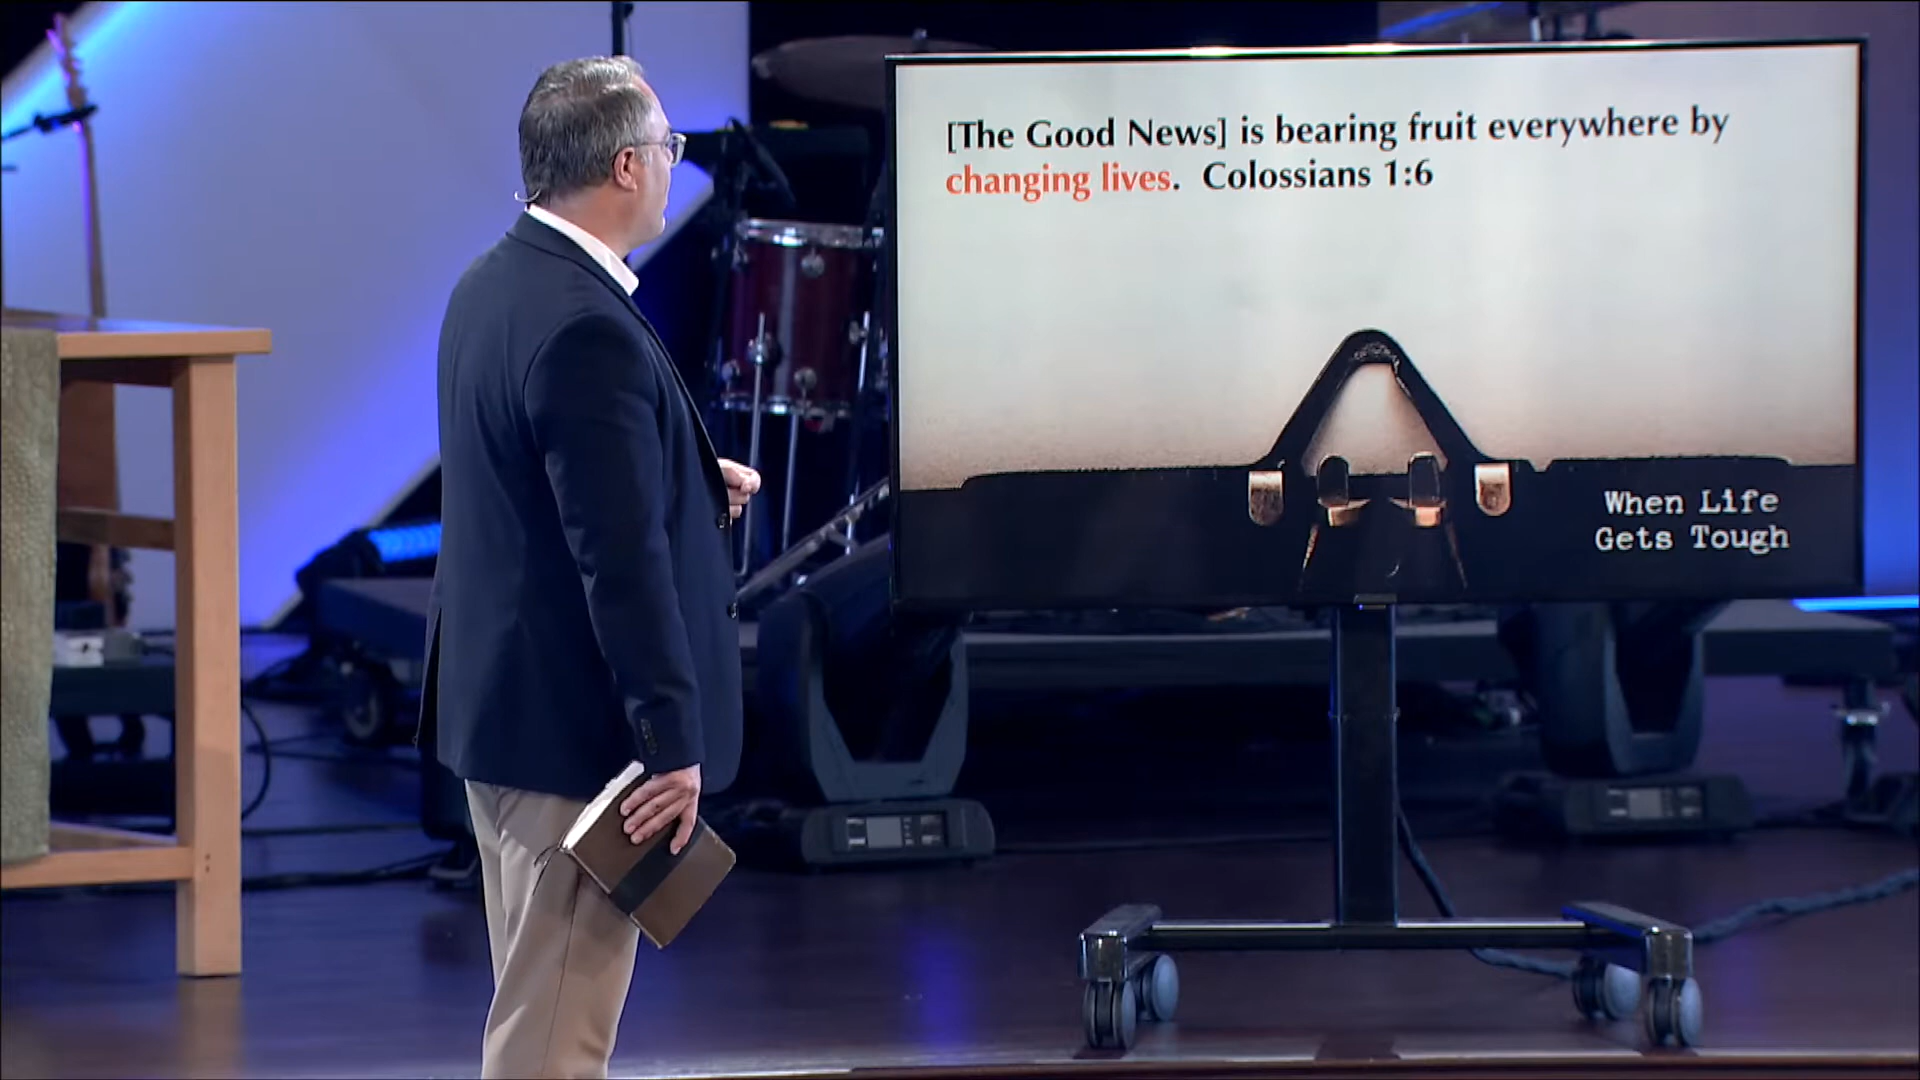 [The Good News] is bearing fruit everywhere by
changing lives. Colossians 1:6
When Life
Gets Tough